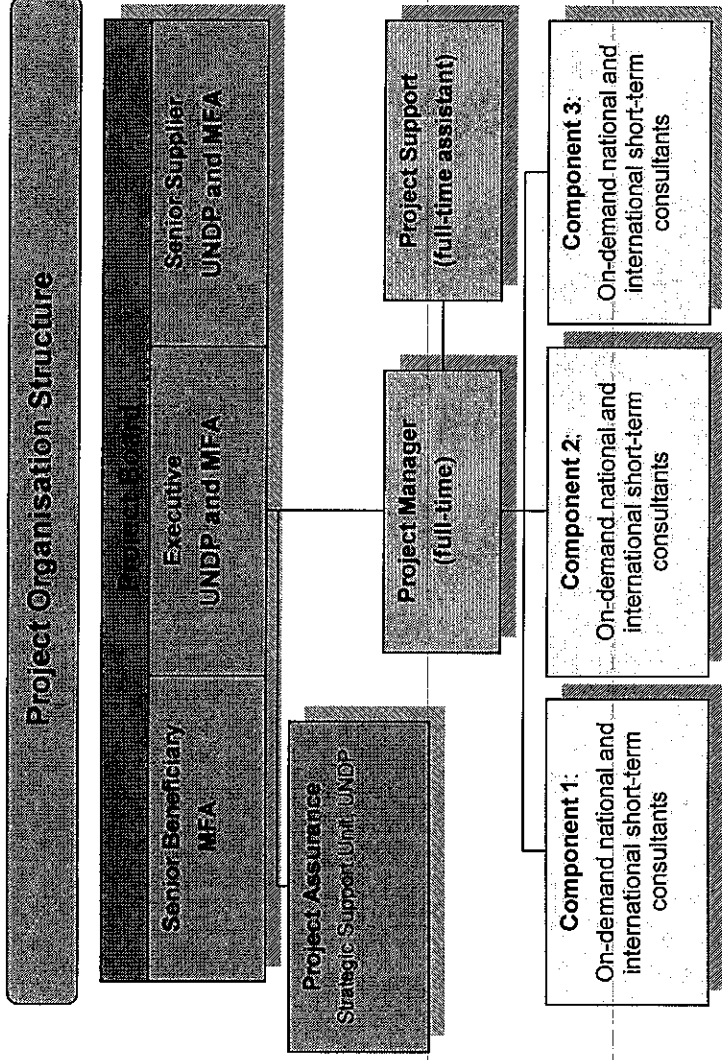 Project Organisation Structure
Project Board
Senior Beneficiary
MFA
Executive
UNDP and MFA
Senior Supplier
UNDP and MFA
Project Assurance
Strategic Support Unit, UNDP
Project Manager
(full-time)
Project Support
(full-time assistant)
Component 1:
On-demand national and
international short-term
consultants
Component 2:
On-demand national and
international short-term
consultants
Component 3:
On-demand national and
international short-term
consultants